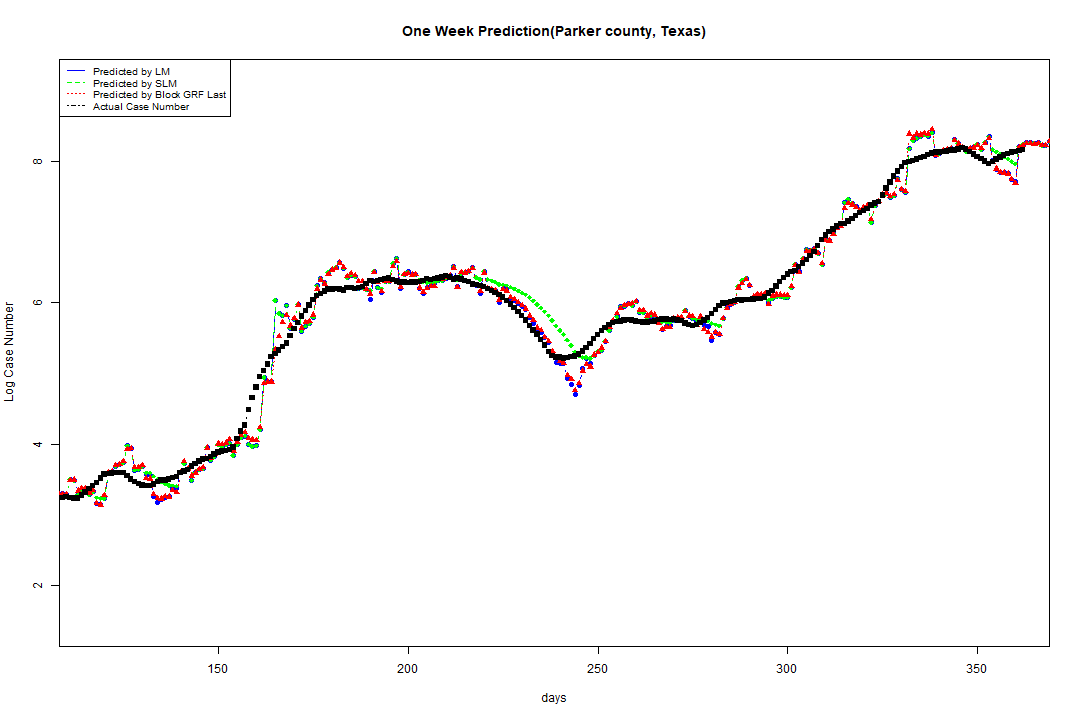 One Week Prediction(Parker county, Texas)
Predicted by LM
Predicted by SLM
Predicted by Block GRF Last
Actual Case Number
Log Case Number
8
6
4
2
150 200 250 300 350
days